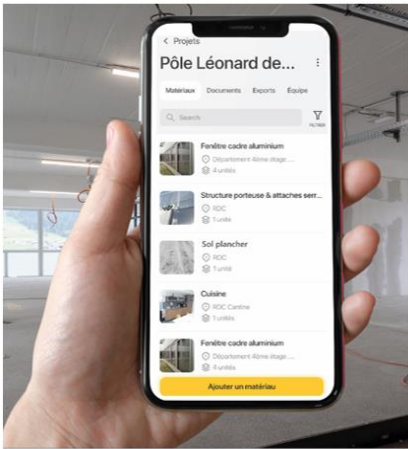 Projets
Pôle Léonard de...
Matériaux Documents Exports Équipe
Search
FILTRER
Fenêtre cadre aluminium
Département 4ème étage ...
4 unités
Structure porteuse & attaches serr...
RDC
1 unité
Sol plancher
RDC
1 unité
Cuisine
RDC Cantine
1 unités
Fenêtre cadre aluminium
Département 4ème étage ...
4 unités
Ajouter un matériau